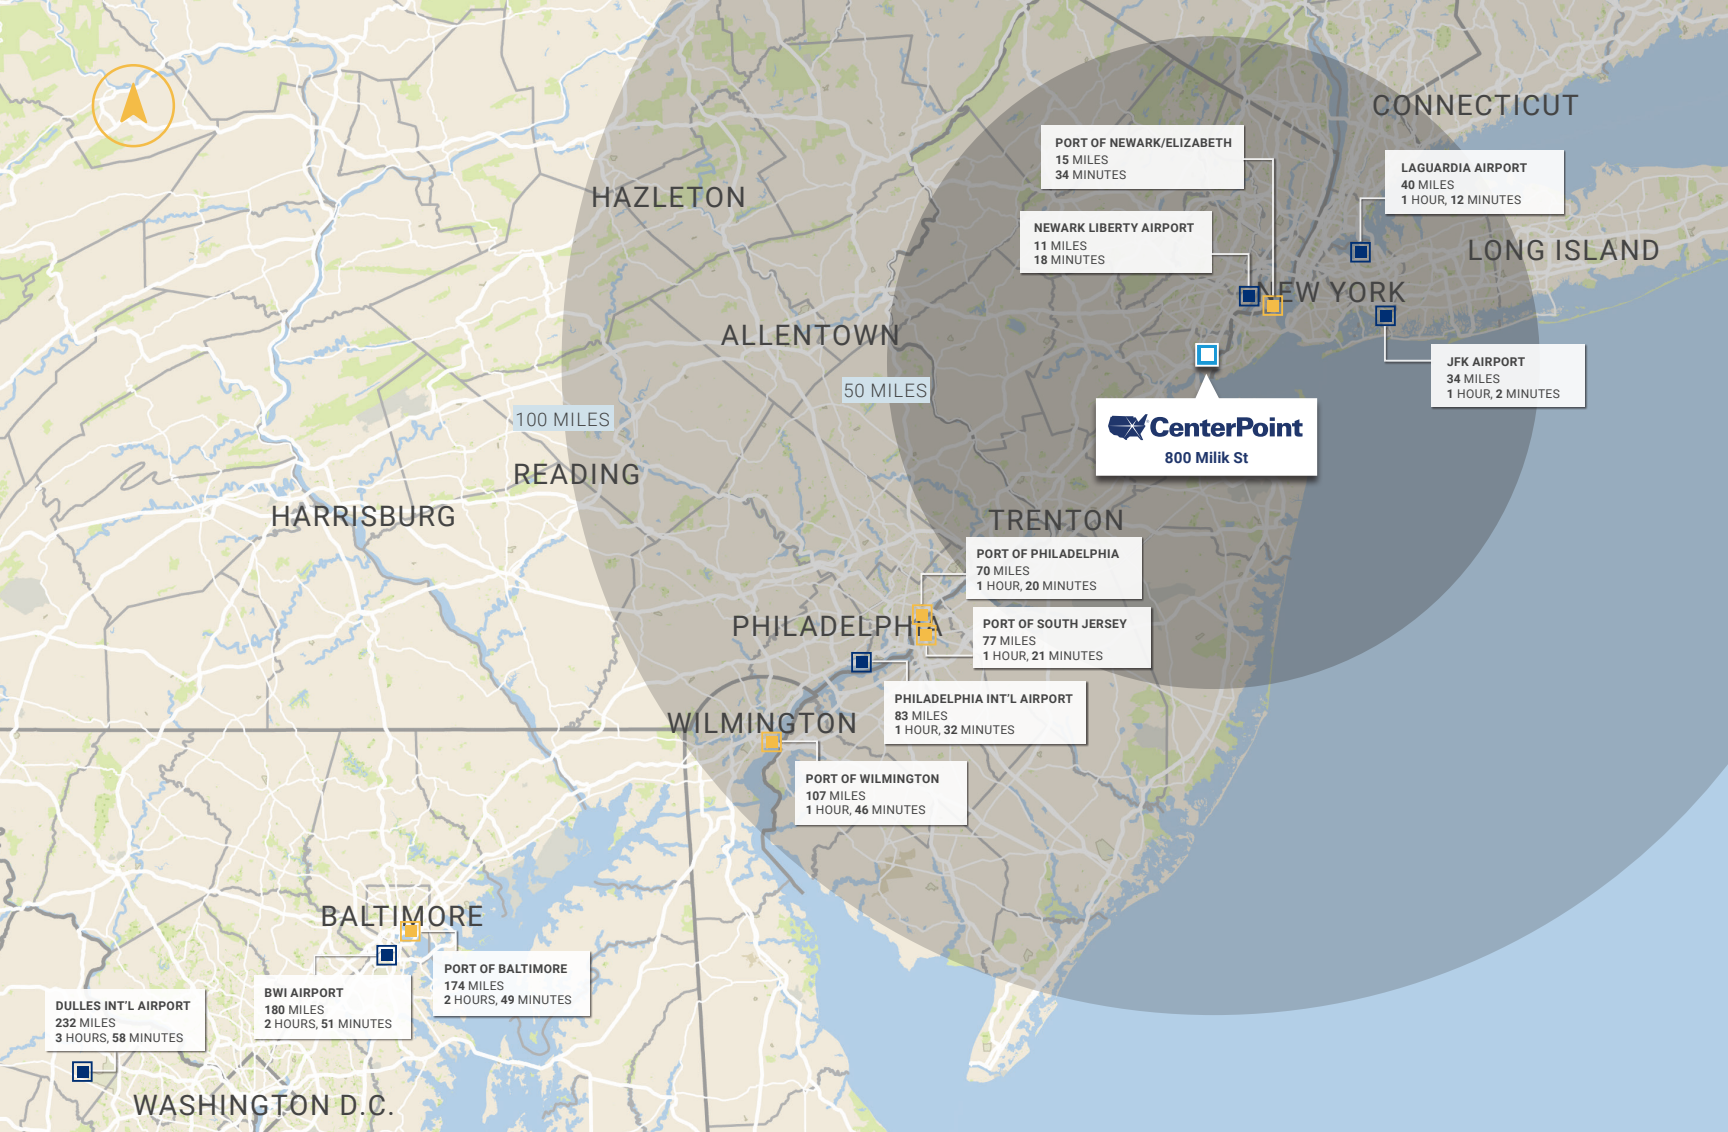 CONNECTICUT
PORT OF NEWARK/ELIZABETH
15 MILES
34 MINUTES
LAGUARDIA AIRPORT
40 MILES
1 HOUR, 12 MINUTES
HAZLETON
NEWARK LIBERTY AIRPORT
11 MILES
18 MINUTES
LONG ISLAND
NEW YORK
ALLENTOWN
JFK AIRPORT
34 MILES
1 HOUR, 2 MINUTES
50 MILES
100 MILES
CenterPoint
800 Milik St
READING
HARRISBURG
TRENTON
PORT OF PHILADELPHIA
70 MILES
1 HOUR, 20 MINUTES
PHILADELPHIA
PORT OF SOUTH JERSEY
77 MILES
1 HOUR, 21 MINUTES
PHILADELPHIA INT'L AIRPORT
83 MILES
1 HOUR, 32 MINUTES
WILMINGTON
PORT OF WILMINGTON
107 MILES
1 HOUR, 46 MINUTES
BALTIMORE
PORT OF BALTIMORE
174 MILES
2 HOURS, 49 MINUTES
BWI AIRPORT
180 MILES
2 HOURS, 51 MINUTES
DULLES INT'L AIRPORT
232 MILES
3 HOURS, 58 MINUTES
WASHINGTON D.C.